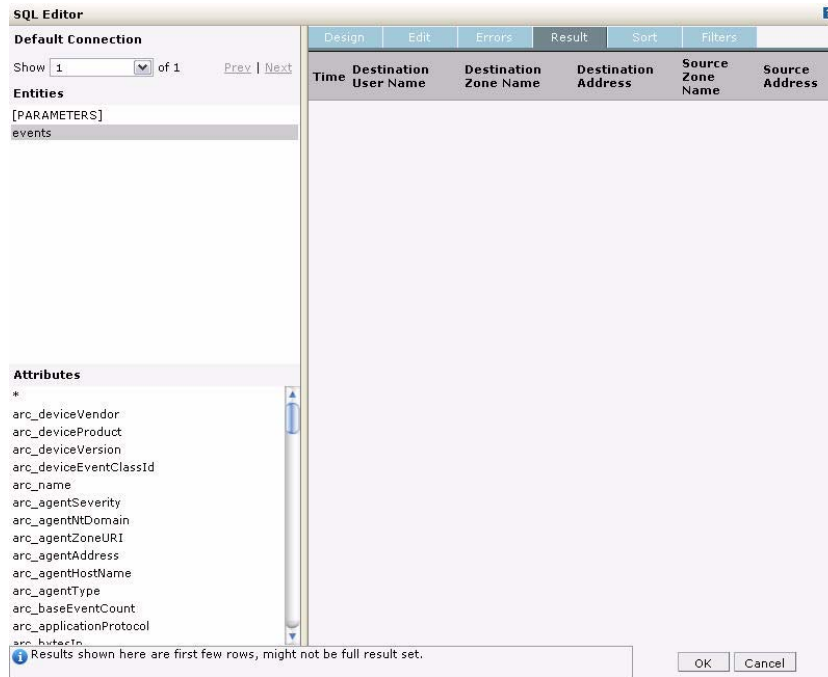 SQL Editor
Default Connection
Show 1 of 1 Prev | Next
Entities
[PARAMETERS]
events
Attributes
*
arc_deviceVendor
arc_deviceProduct
arc_deviceVersion
arc_deviceEventClassId
arc_name
arc_agentSeverity
arc_agentNtDomain
arc_agentZoneURI
arc_agentAddress
arc_agentHostName
arc_agentType
arc_baseEventCount
arc_applicationProtocol
arc_bytesIn
Design Edit Errors Result Sort Filters
Time
Destination
User Name
Destination
Zone Name
Destination
Address
Source
Zone
Name
Source
Address
Results shown here are first few rows, might not be full result set.
OK Cancel